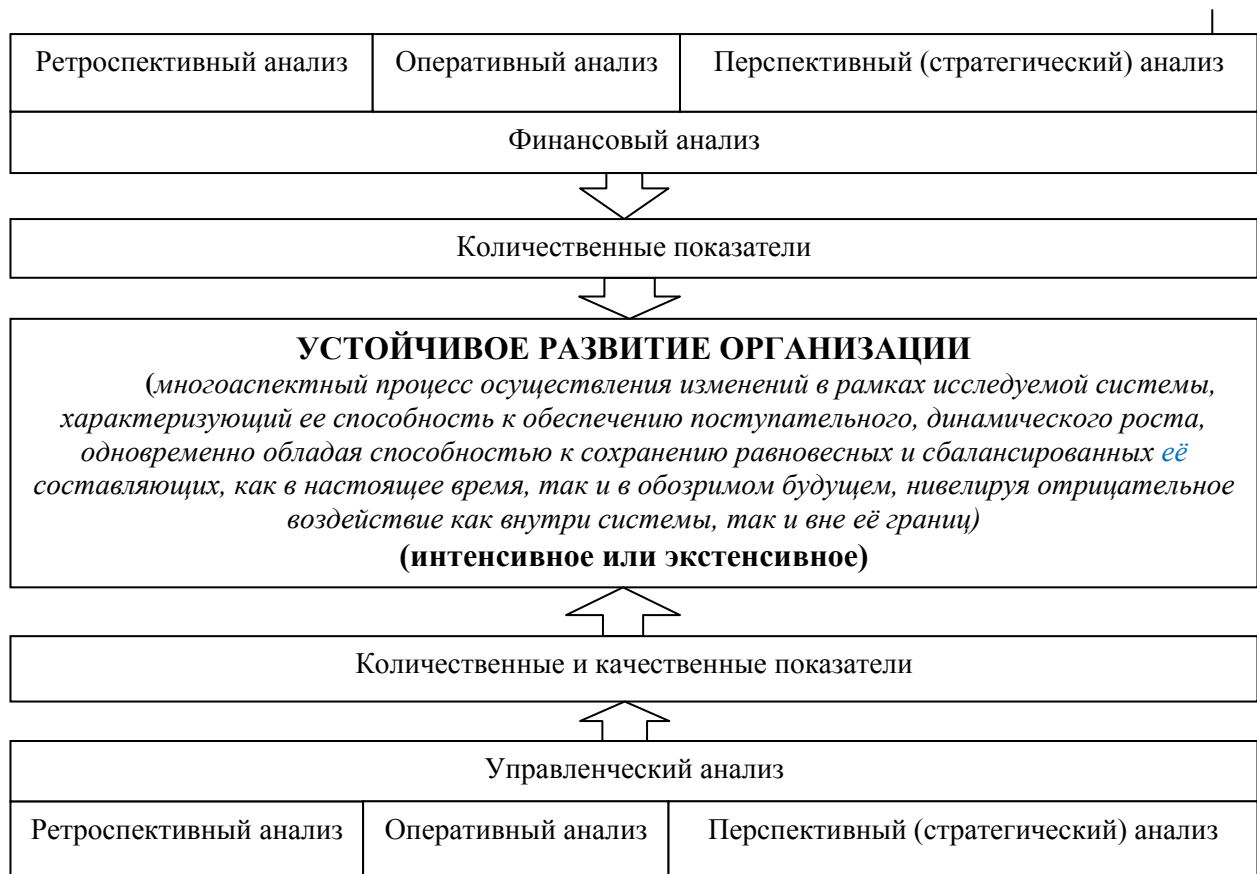 Ретроспективный анализ
Оперативный анализ
Перспективный (стратегический) анализ
Финансовый анализ
Количественные показатели
УСТОЙЧИВОЕ РАЗВИТИЕ ОРГАНИЗАЦИИ
(многоаспектный процесс осуществления изменений в рамках исследуемой системы,
характеризующий ее способность к обеспечению поступательного, динамического роста,
одновременно обладая способностью к сохранению равновесных и сбалансированных её
составляющих, как в настоящее время, так и в обозримом будущем, нивелируя отрицательное
воздействие как внутри системы, так и вне её границ)
(интенсивное или экстенсивное)
Количественные и качественные показатели
Управленческий анализ
Ретроспективный анализ
Оперативный анализ
Перспективный (стратегический) анализ